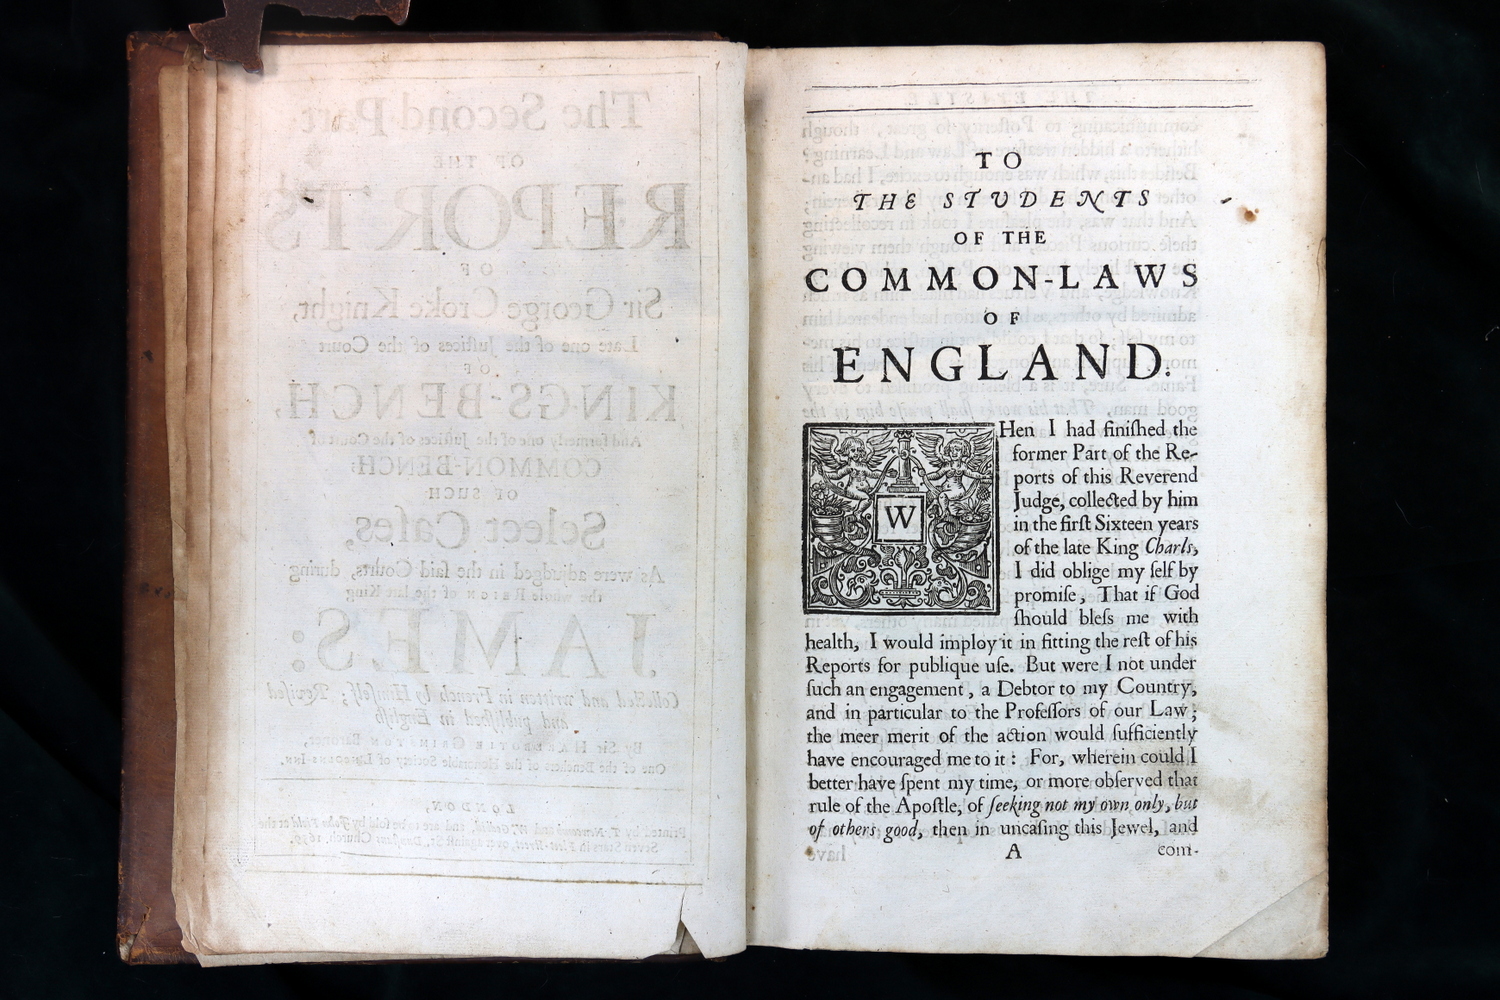 TO
THE STVDENTS
OF THE
COMMON-LAWS
OF
ENGLAND.
WHen I had finiſhed the
former Part of the Re-
ports of this Reverend
Judge, collected by him
in the firſt Sixteen years
of the late King Charls,
I did oblige my ſelf by
promiſe, That if God
ſhould bleſs me with
health, I would imploy it in fitting the reſt of his
Reports for publique uſe. But were I not under
ſuch an engagement, a Debtor to my Country,
and in particular to the Profeſſors of our Law;
the meer merit of the action would ſufficiently
have encouraged me to it: For, wherein could I
better have ſpent my time, or more obſerved that
rule of the Apoſtle, of ſeeking not my own only, but
of others good, then in uncaſing this Jewel, and
A com-